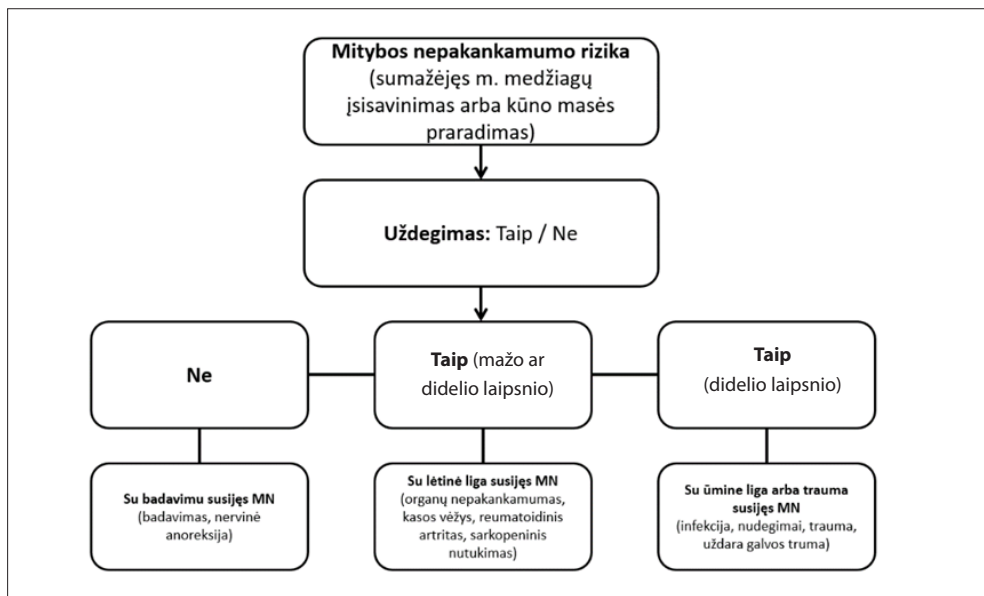 Mitybos nepakankamumo rizika
(sumažėjęs m. medžiagų
įsisavinimas arba kūno masės
praradimas)
Uždegimas: Taip / Ne
Ne
Taip (mažo ar
didelio laipsnio)
Taip
(didelio laipsnio)
Su badavimu susijęs MN
(badavimas, nervinė
anoreksija)
Su lėtinė liga susijęs MN
(organų nepakankamumas,
kasos vėžys, reumatoidinis
artritas, sarkopeninis
nutukimas)
Su ūmine liga arba trauma
susijęs MN
(infekcija, nudegimai, trauma,
uždara galvos truma)